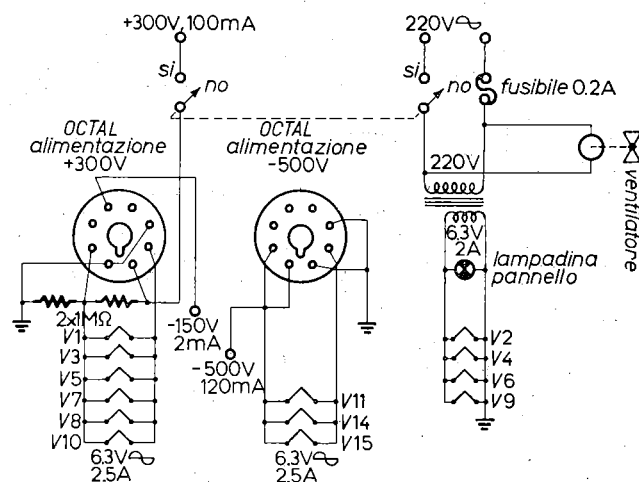 +300V, 100mA
220V
si
no
si
no
fusibile 0.2A
OCTAL
alimentazione
+300V
OCTAL
alimentazione
-500V
220V
ventilatore
6.3V
2A
lampadina
pannello
2x1MΩ
-150V
2mA
-500V
120mA
V1
V3
V5
V7
V8
V10
6.3V
2.5A
V11
V14
V15
6.3V
2.5A
V2
V4
V6
V9